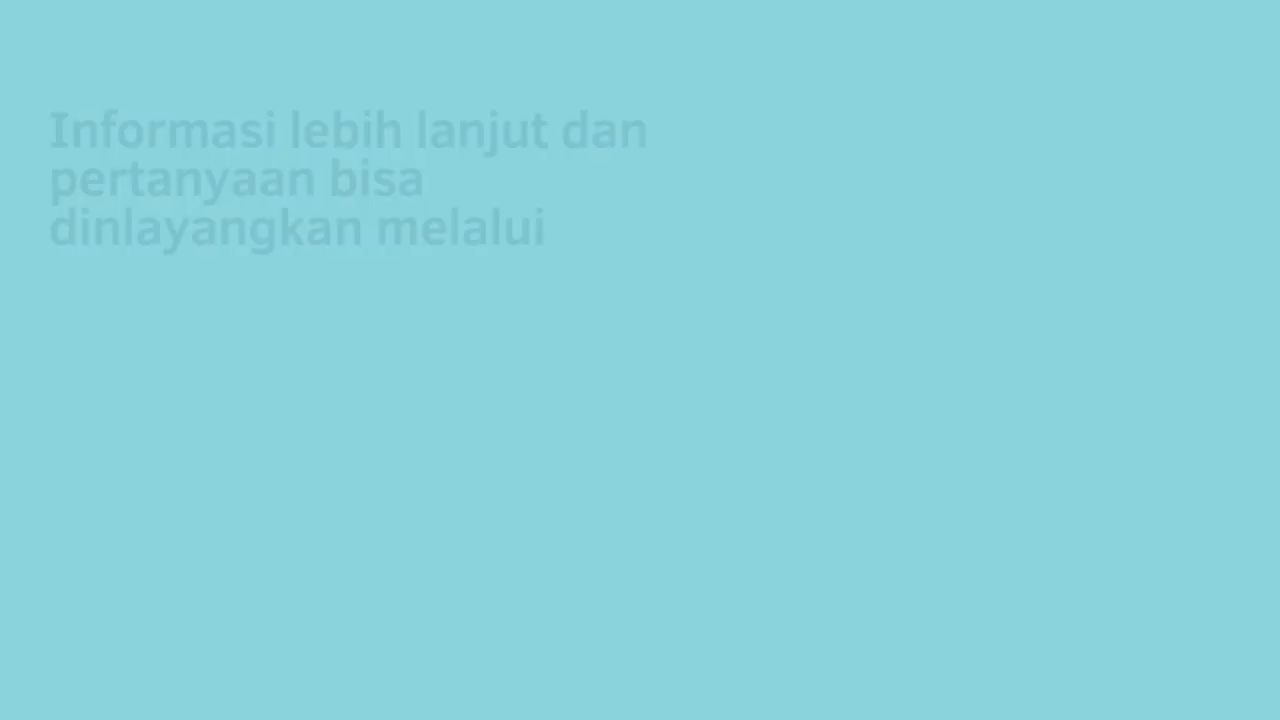 Informasi lebih lanjut dan
pertanyaan bisa
dinlayangkan melalui